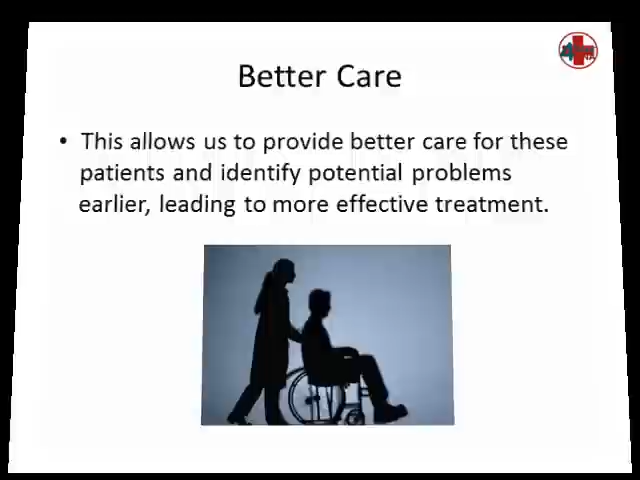 Better Care
• This allows us to provide better care for these
patients and identify potential problems
earlier, leading to more effective treatment.